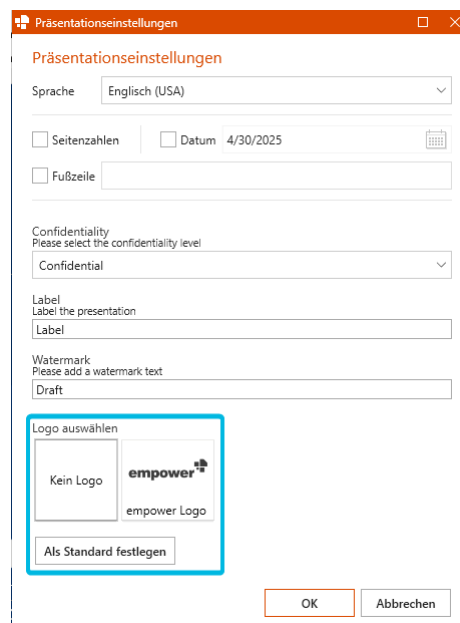 Präsentationseinstellungen
Präsentationseinstellungen
Sprache Englisch (USA)
Seitenzahlen Datum 4/30/2025
Fußzeile
Confidentiality
Please select the confidentiality level
Confidential
Label
Label the presentation
Label
Watermark
Please add a watermark text
Draft
Logo auswählen
Kein Logo empower
empower Logo
Als Standard festlegen
OK Abbrechen